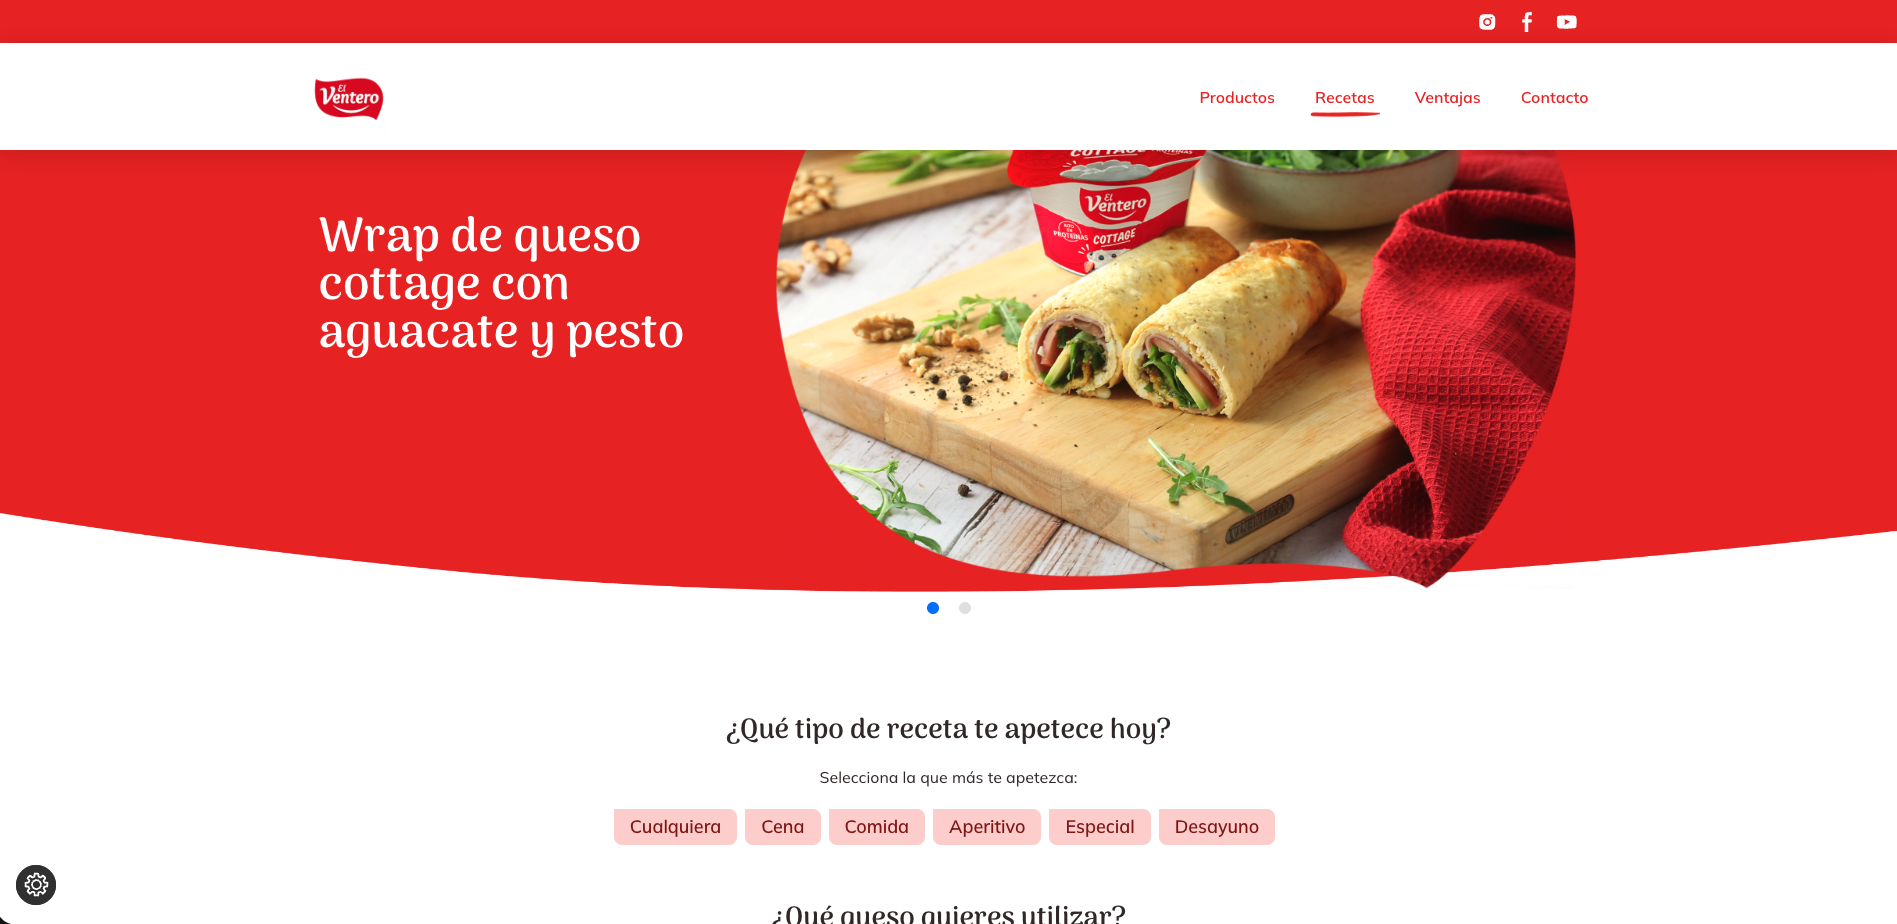 El
Ventero
Productos
Recetas
Ventajas
Contacto
Wrap de queso
cottage con
aguacate y pesto
COTTAGE
El
Ventero
PROTEÍNAS
COTTAGE
¿Qué tipo de receta te apetece hoy?
Selecciona la que más te apetezca:
Cualquiera
Cena
Comida
Aperitivo
Especial
Desayuno
¿Qué queso quieres utilizar?